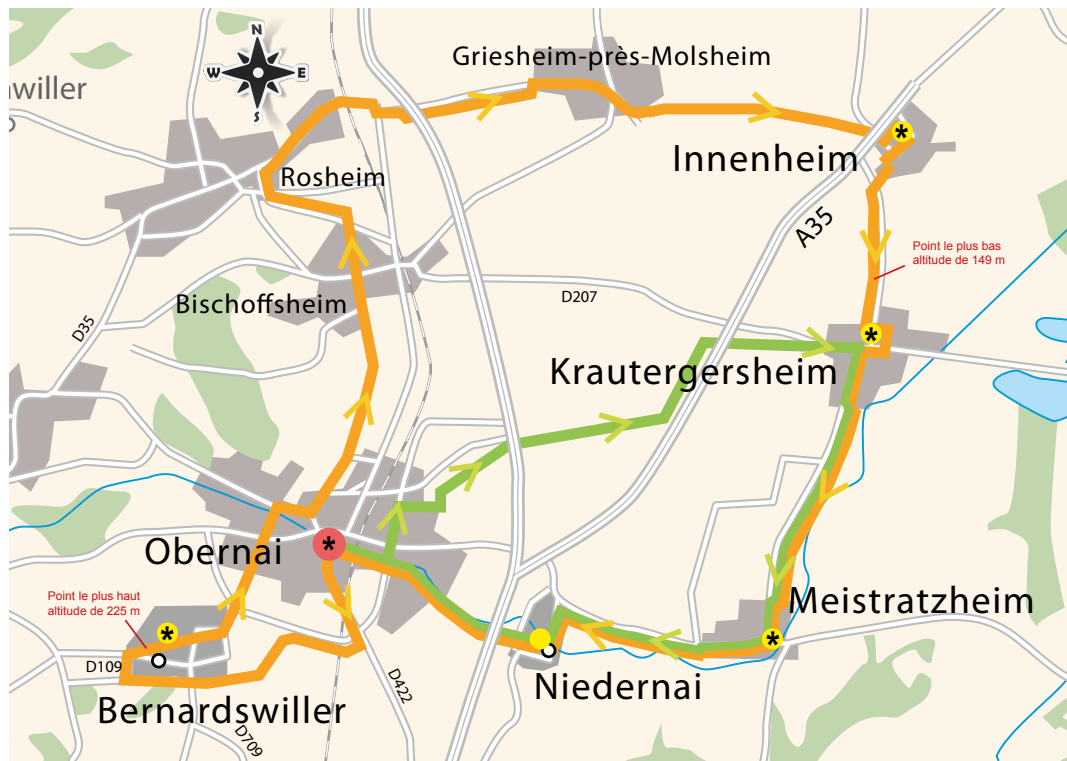 N
W E
S
Griesheim-près-Molsheim
willer
Innenheim
Rosheim
A35
Point le plus bas
altitude de 149 m
Bischoffsheim
D207
D35
Krautergersheim
*
*
Obernai
*
Point le plus haut
altitude de 225 m
Meistratzheim
*
*
D109
Niedernai
D422
Bernardswiller
D709